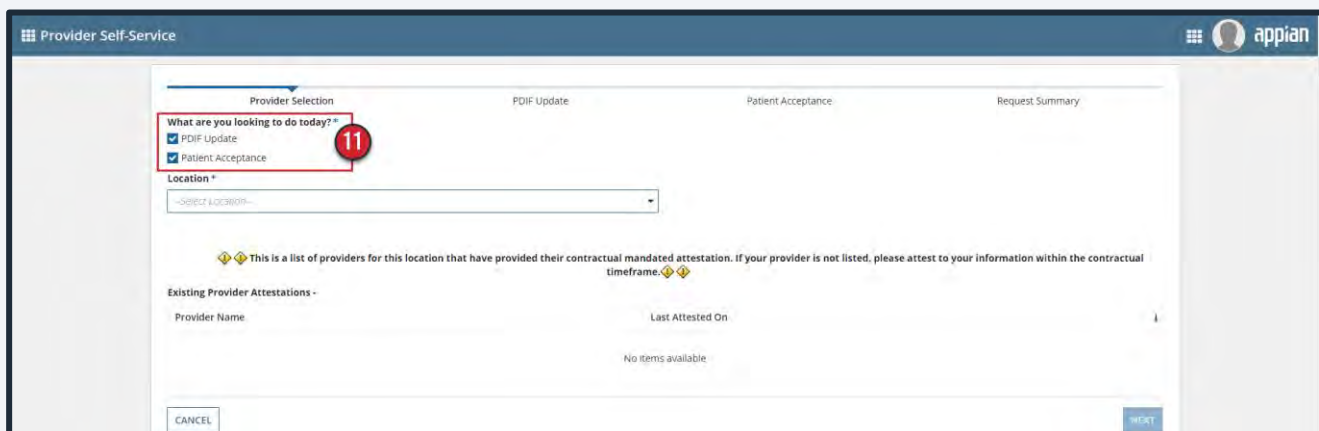 Provider Self-Service
appian
Provider Selection
PDIF Update
Patient Acceptance
Request Summary
What are you looking to do today? *
PDIF Update
Patient Acceptance
11
Location *
--Select Location--
This is a list of providers for this location that have provided their contractual mandated attestation. If your provider is not listed, please attest to your information within the contractual
timeframe.
Existing Provider Attestations -
Provider Name
Last Attested On
No items available
CANCEL
NEXT